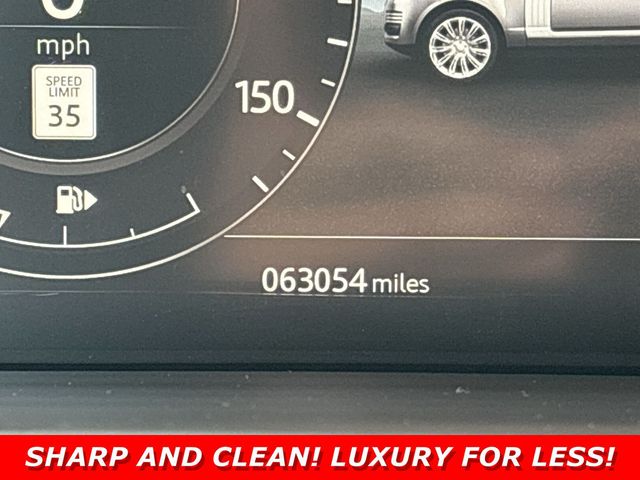 mph
SPEED
LIMIT
35
150
063054 miles
SHARP AND CLEAN! LUXURY FOR LESS!